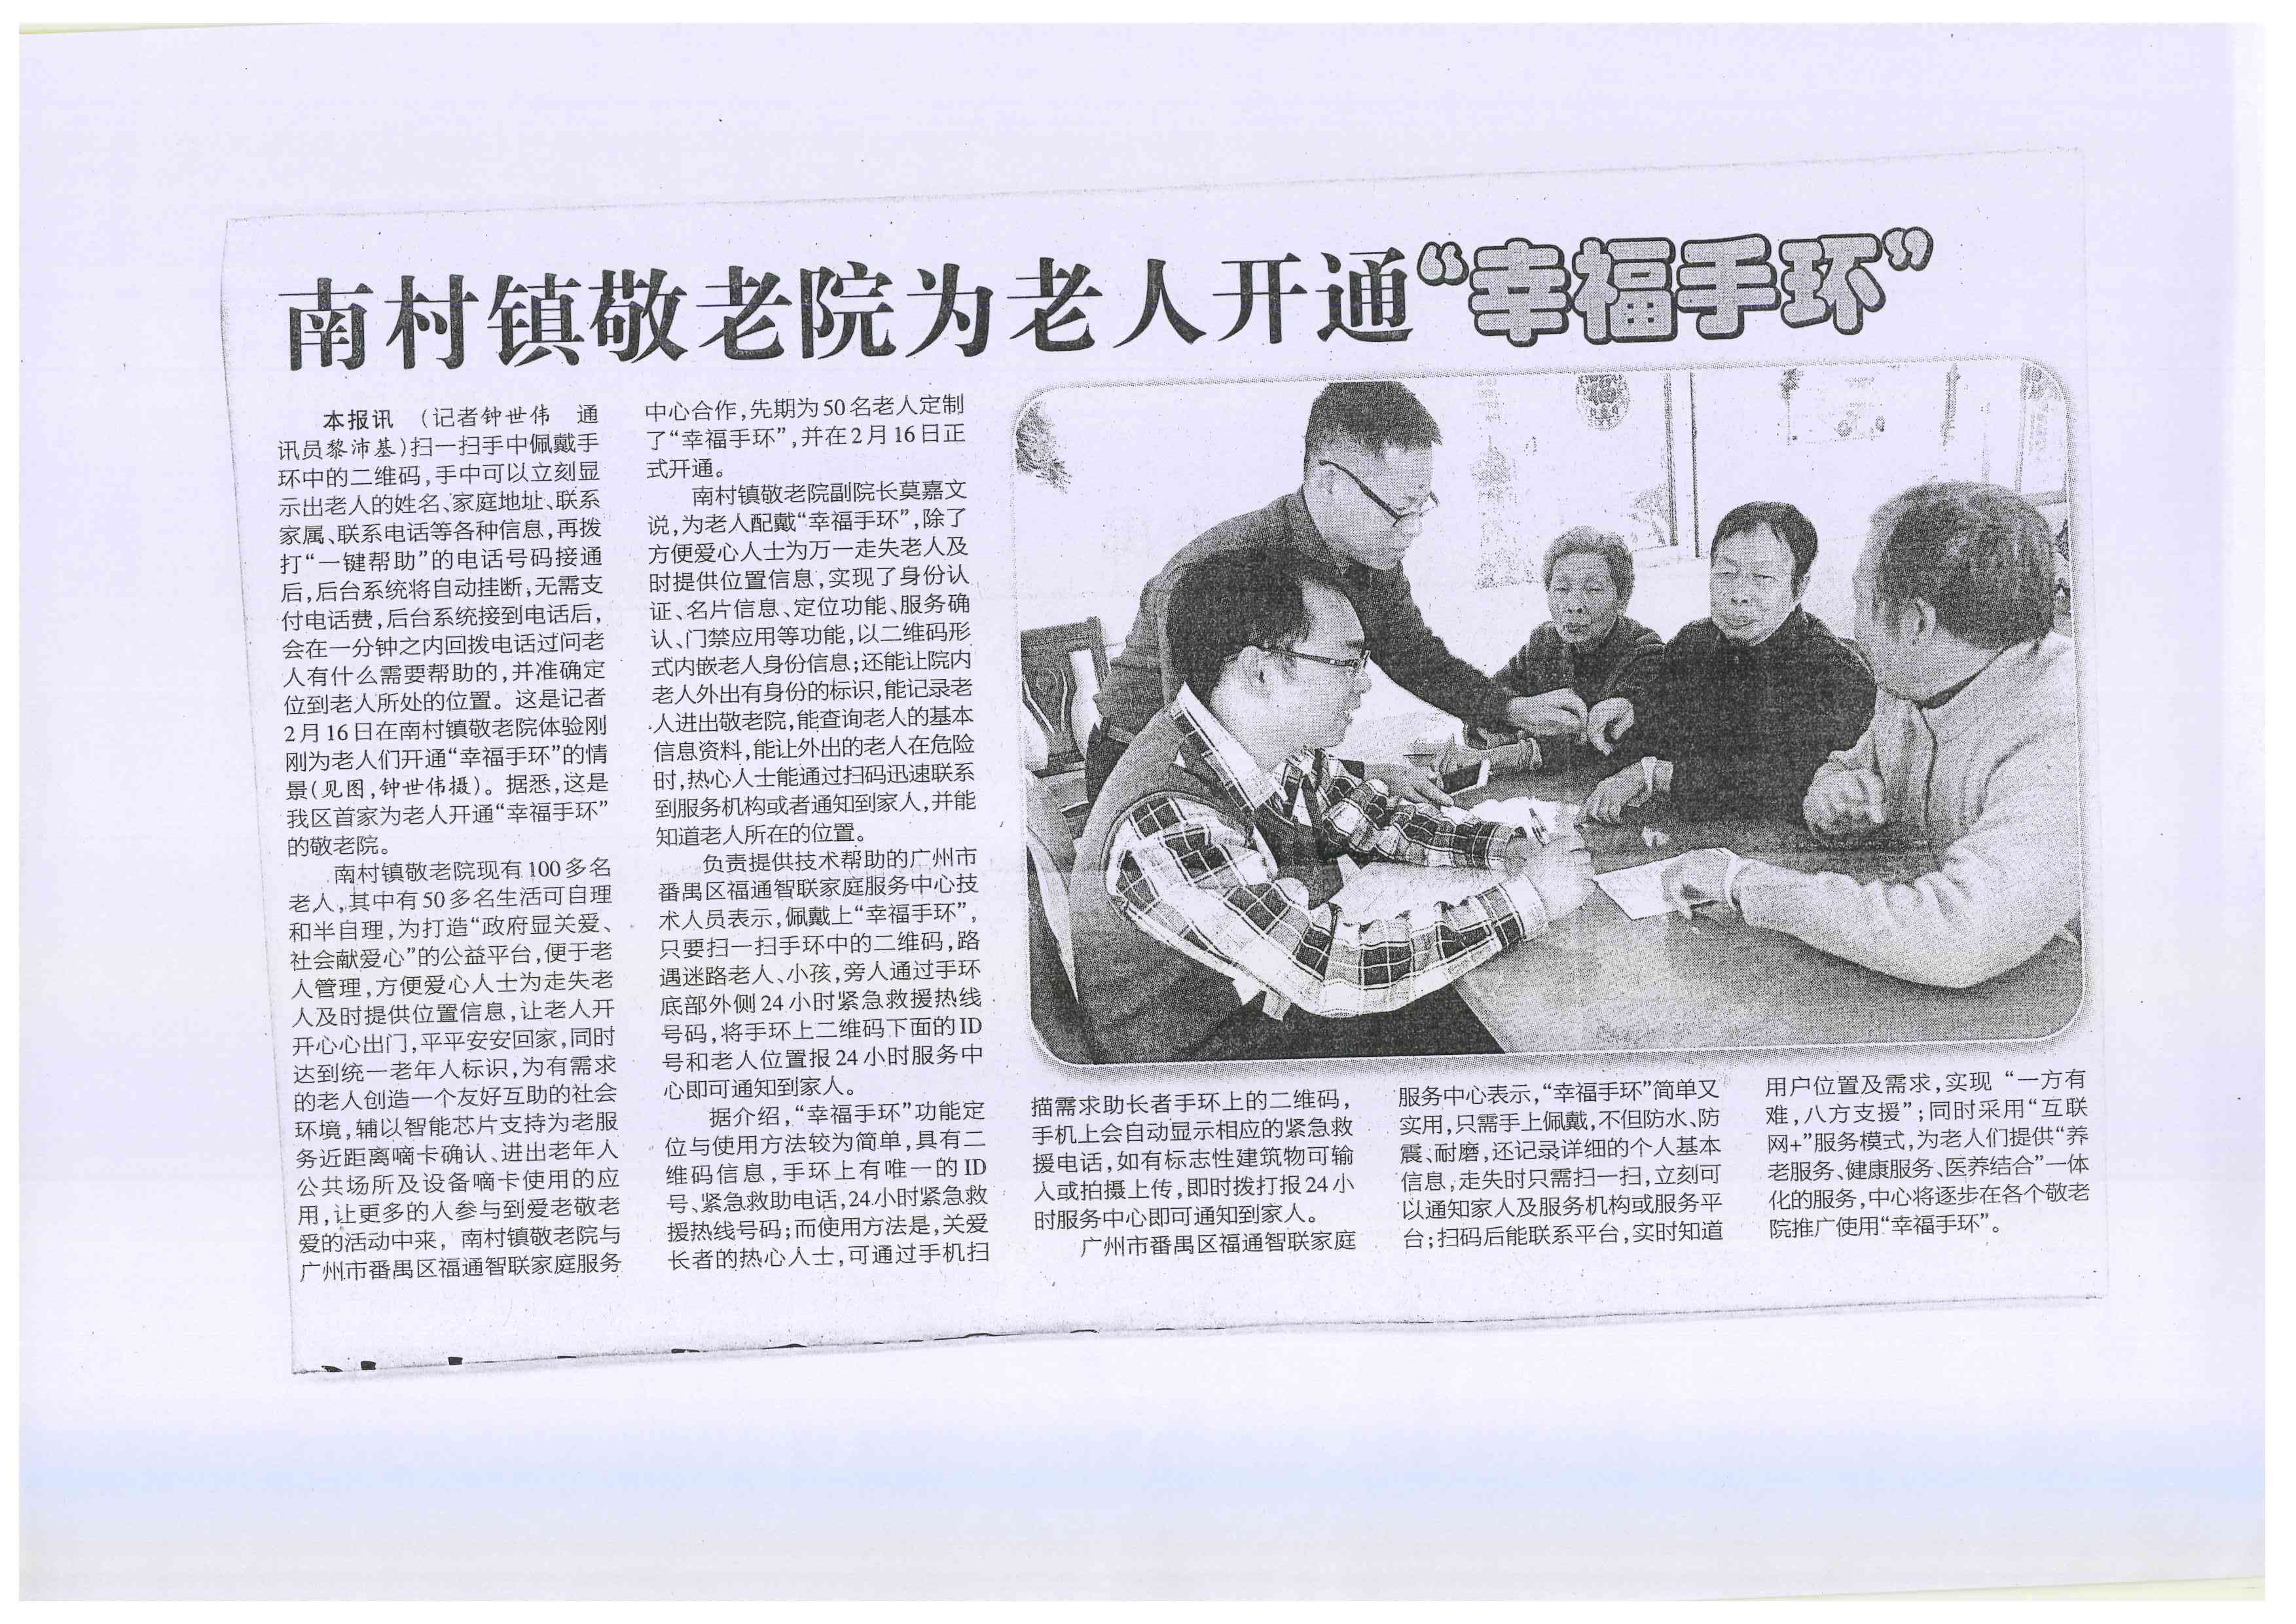 南村镇敬老院为老人开通“幸福手环”
本报讯 （记者钟世伟 通
讯员黎沛基）扫一扫手中佩戴手
环中的二维码，手中可以立刻显
示出老人的姓名、家庭地址、联系
家属、联系电话等各种信息，再拨
打“一键帮助”的电话号码接通
后，后台系统将自动挂断，无需支
付电话费，后台系统接到电话后，
会在一分钟之内回拨电话过问老
人有什么需要帮助的，并准确定
位到老人所处的位置。这是记者
2月16日在南村镇敬老院体验刚
刚为老人们开通“幸福手环”的情
景（见图，钟世伟摄）。据悉，这是
我区首家为老人开通“幸福手环”
的敬老院。
南村镇敬老院现有100多名
老人，其中有50多名生活可自理
和半自理，为打造“政府显关爱、
社会献爱心”的公益平台，便于老
人管理，方便爱心人士为走失老
人及时提供位置信息，让老人开
开心心出门，平平安安回家，同时
达到统一老年人标识，为有需求
的老人创造一个友好互助的社会
环境，辅以智能芯片支持为老服
务近距离嘀卡确认、进出老年人
公共场所及设备嘀卡使用的应
用，让更多的人参与到爱老敬老
爱的活动中来， 南村镇敬老院与
广州市番禺区福通智联家庭服务
中心合作，先期为50名老人定制
了“幸福手环”，并在2月16日正
式开通。
南村镇敬老院副院长莫嘉文
说，为老人配戴“幸福手环”，除了
方便爱心人士为万一走失老人及
时提供位置信息，实现了身份认
证、名片信息、定位功能、服务确
认、门禁应用等功能，以二维码形
式内嵌老人身份信息；还能让院内
老人外出有身份的标识，能记录老
人进出敬老院，能查询老人的基本
信息资料，能让外出的老人在危险
时，热心人士能通过扫码迅速联系
到服务机构或者通知到家人，并能
知道老人所在的位置。
负责提供技术帮助的广州市
番禺区福通智联家庭服务中心技
术人员表示，佩戴上“幸福手环”，
只要扫一扫手环中的二维码，路
遇迷路老人、小孩，旁人通过手环
底部外侧24小时紧急救援热线
号码，将手环上二维码下面的ID
号和老人位置报24小时服务中
心即可通知到家人。
据介绍，“幸福手环”功能定
位与使用方法较为简单，具有二
维码信息，手环上有唯一的ID
号、紧急救助电话，24小时紧急救
援热线号码；而使用方法是，关爱
长者的热心人士，可通过手机扫
描需求助长者手环上的二维码，
手机上会自动显示相应的紧急救
援电话，如有标志性建筑物可输
入或拍摄上传，即时拨打报24小
时服务中心即可通知到家人。
广州市番禺区福通智联家庭
服务中心表示，“幸福手环”简单又
实用，只需手上佩戴，不但防水、防
震、耐磨，还记录详细的个人基本
信息，走失时只需扫一扫，立刻可
以通知家人及服务机构或服务平
台；扫码后能联系平台，实时知道
用户位置及需求，实现 “一方有
难，八方支援”；同时采用“互联
网+”服务模式，为老人们提供“养
老服务、健康服务、医养结合”一体
化的服务，中心将逐步在各个敬老
院推广使用“幸福手环”。